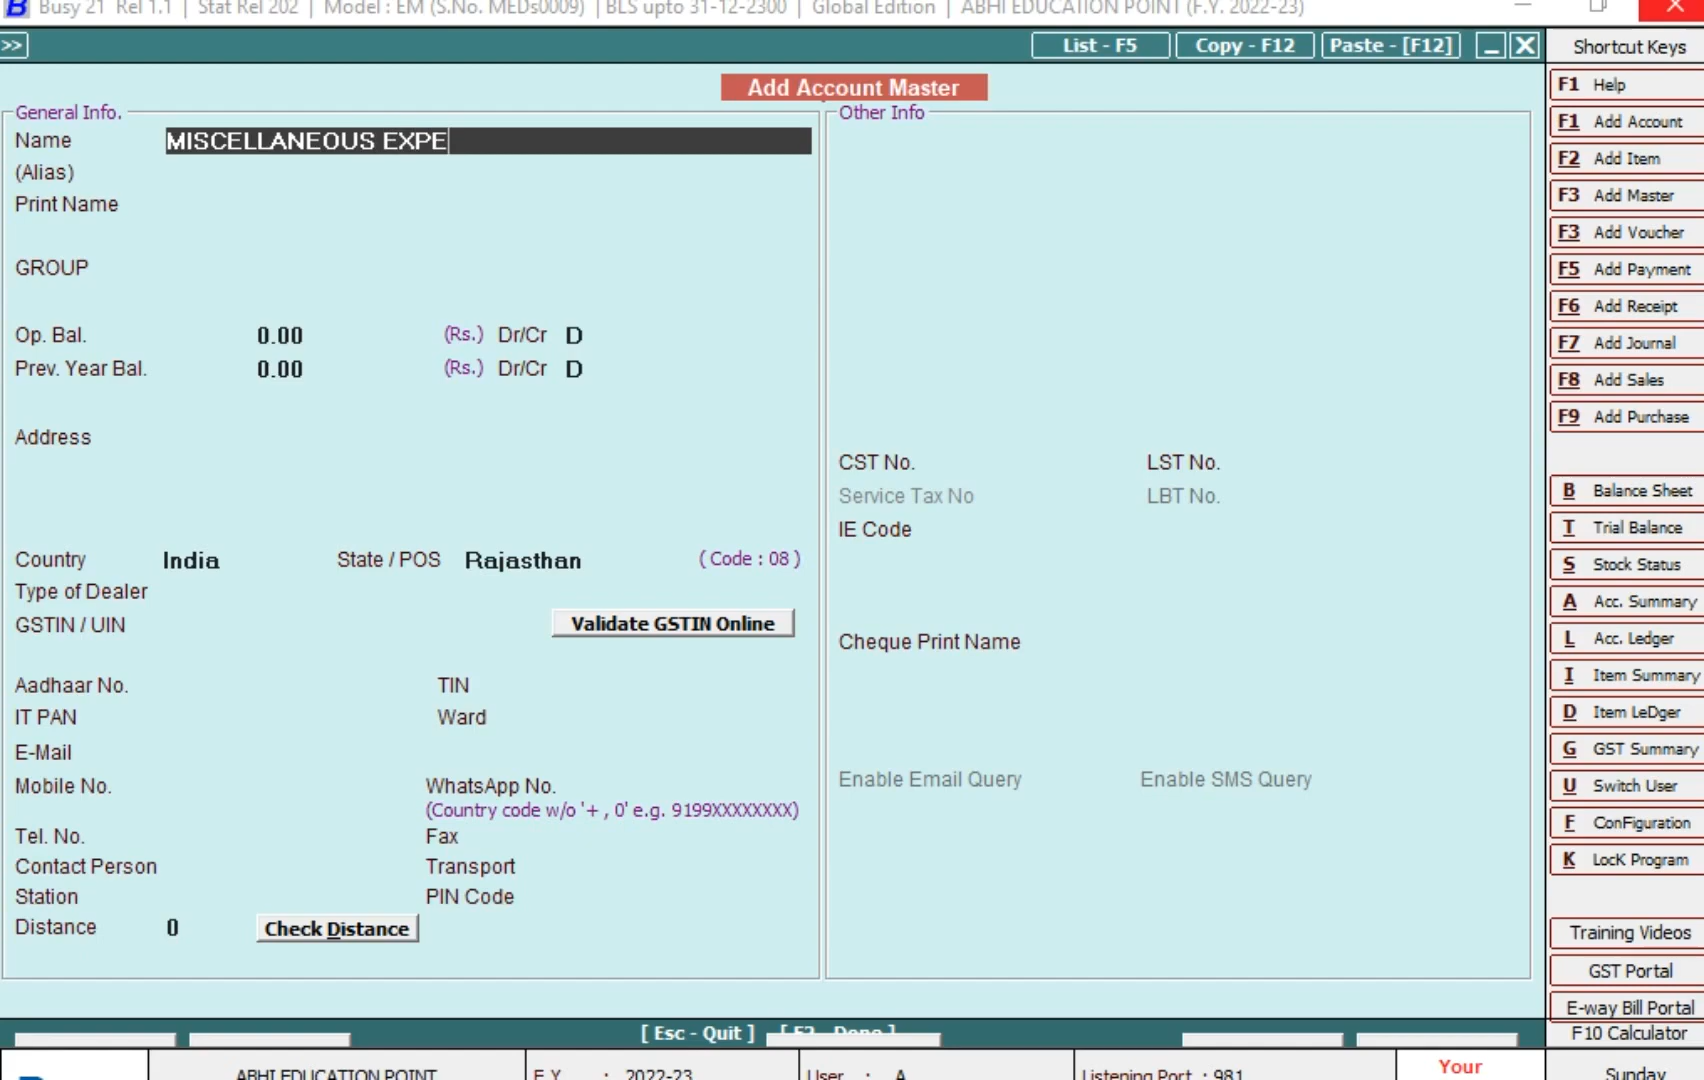 Busy 21 Rel 1.1 | Stat Rel 202 | Model : EM (S.No. MEDs0009) | BLS upto 31-12-2300 | Global Edition | ABHI EDUCATION POINT (F.Y. 2022-23)
>> List - F5 Copy - F12 Paste - [F12] Shortcut Keys
Add Account Master
General Info. Other Info
Name MISCELLANEOUS EXPE
(Alias)
Print Name
GROUP
Op. Bal. 0.00 (Rs.) Dr/Cr D
Prev. Year Bal. 0.00 (Rs.) Dr/Cr D
Address
Country India State / POS Rajasthan ( Code : 08 )
Type of Dealer
GSTIN / UIN Validate GSTIN Online
Aadhaar No. TIN
IT PAN Ward
E-Mail
Mobile No. WhatsApp No.
(Country code w/o '+ , 0' e.g. 9199XXXXXXXX)
Tel. No. Fax
Contact Person Transport
Station PIN Code
Distance 0 Check Distance
CST No. LST No.
Service Tax No LBT No.
IE Code
Cheque Print Name
Enable Email Query Enable SMS Query
F1 Help
F1 Add Account
F2 Add Item
F3 Add Master
F3 Add Voucher
F5 Add Payment
F6 Add Receipt
F7 Add Journal
F8 Add Sales
F9 Add Purchase
B Balance Sheet
T Trial Balance
S Stock Status
A Acc. Summary
L Acc. Ledger
I Item Summary
D Item LeDger
G GST Summary
U Switch User
F ConFiguration
K LocK Program
Training Videos
GST Portal
E-way Bill Portal
F10 Calculator
[ Esc - Quit ] [ F2 - Done ]
ABHI EDUCATION POINT F.Y. : 2022-23 User : A Listening Port : 981 Your Sunday